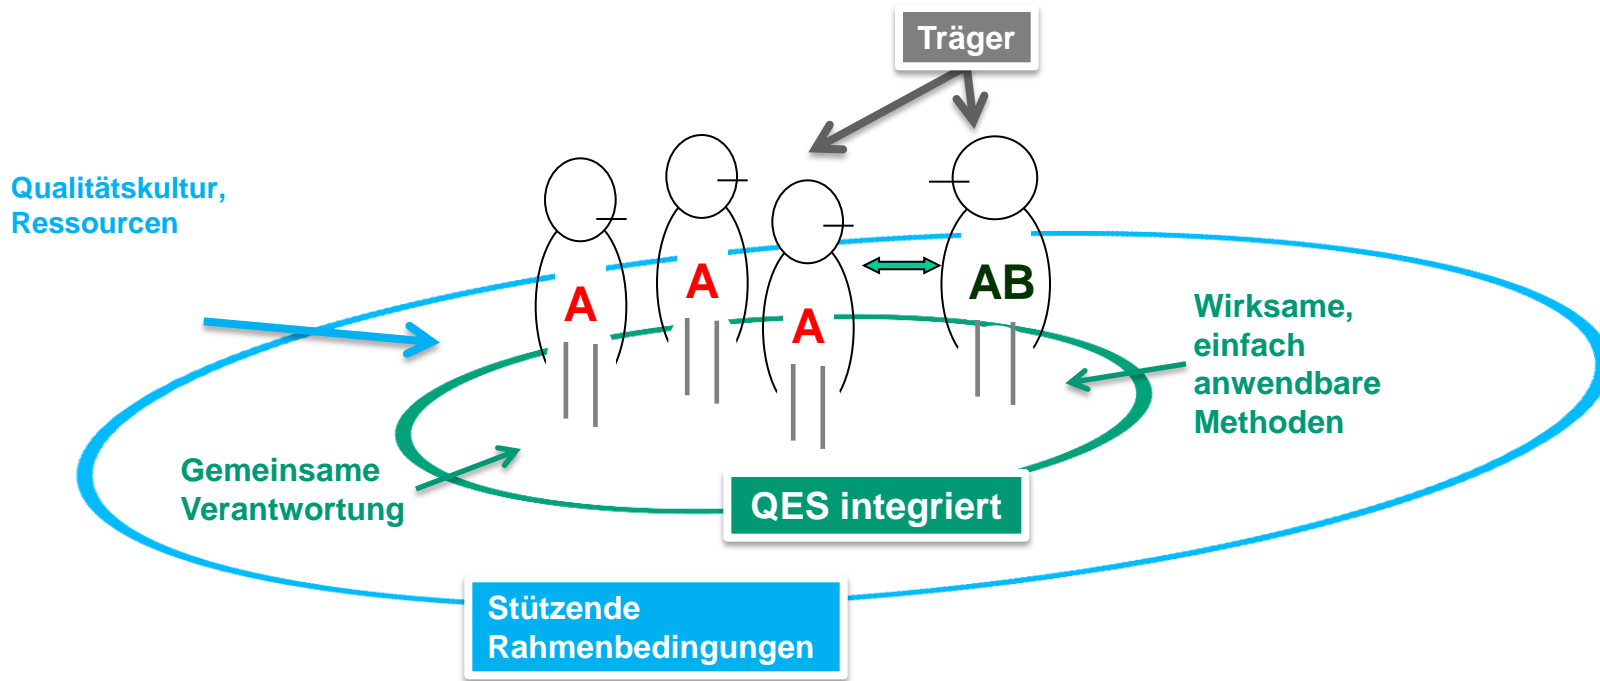 Träger
Qualitätskultur,
Ressourcen
A
A
A
AB
Wirksame,
einfach
anwendbare
Methoden
Gemeinsame
Verantwortung
QES integriert
Stützende
Rahmenbedingungen